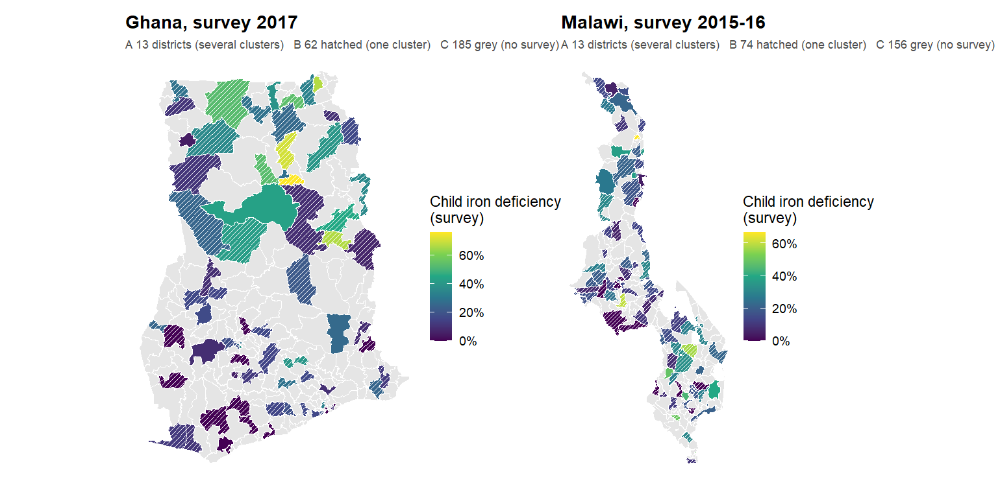 Ghana, survey 2017
A 13 districts (several clusters) B 62 hatched (one cluster) C 185 grey (no survey)
Child iron deficiency
(survey)
60%
40%
20%
0%
Malawi, survey 2015-16
A 13 districts (several clusters) B 74 hatched (one cluster) C 156 grey (no survey)
Child iron deficiency
(survey)
60%
40%
20%
0%